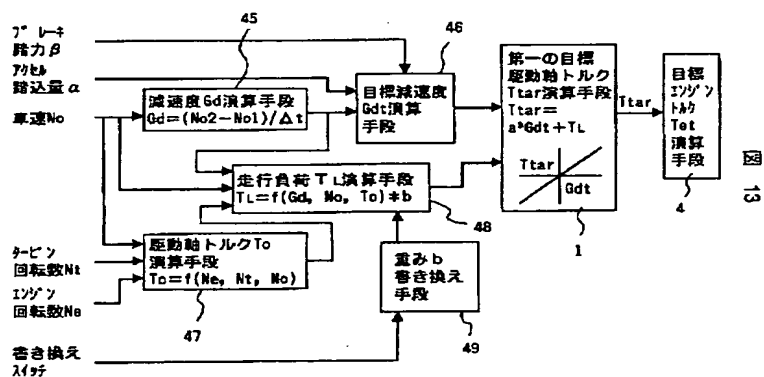 ブレーキ
踏力β
アクセル
踏込量α
車速No
45
減速度Gd演算手段
Gd=(No2-No1)/Δt
46
目標減速度
Gdt演算
手段
第一の目標
駆動軸トルク
Ttar演算手段
Ttar=
a*Gdt+TL
Ttar
Gdt
1
Ttar
目標
エンジン
トルク
Tet
演算
手段
4
走行負荷TL演算手段
TL=f(Gd, No, To)*b
48
タービン
回転数Nt
エンジン
回転数Ne
駆動軸トルクTo
演算手段
To=f(Ne, Nt, No)
47
重みb
書き換え
手段
49
書き換え
スイッチ
図 13